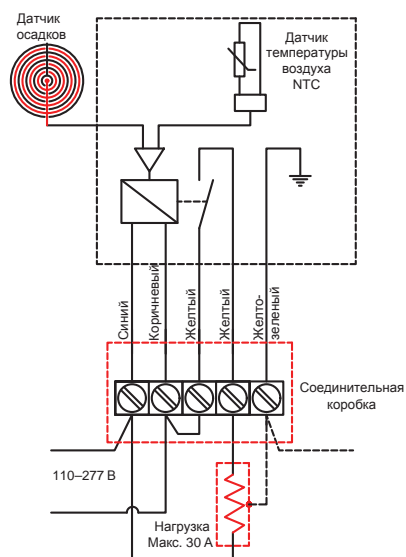 Датчик
осадков
Датчик
температуры
воздуха
NTC
Синий
Коричневый
Желтый
Желтый
Желто-
зеленый
Соединительная
коробка
110–277 В
Нагрузка
Макс. 30 А